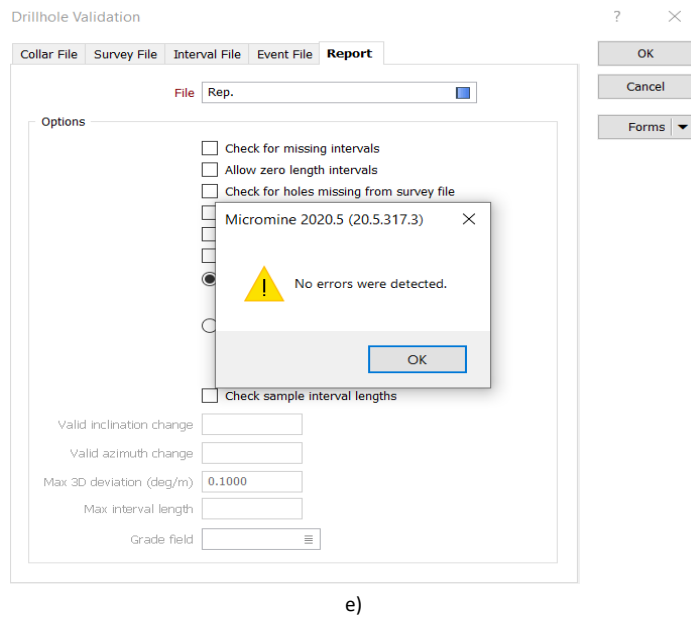 Drillhole Validation ? ×
Collar File Survey File Interval File Event File Report
OK
File Rep.
Cancel
Options
Forms
Check for missing intervals
Allow zero length intervals
Check for holes missing from survey file
Micromine 2020.5 (20.5.317.3) ×
No errors were detected.
OK
Check sample interval lengths
Valid inclination change
Valid azimuth change
Max 3D deviation (deg/m) 0.1000
Max interval length
Grade field
e)